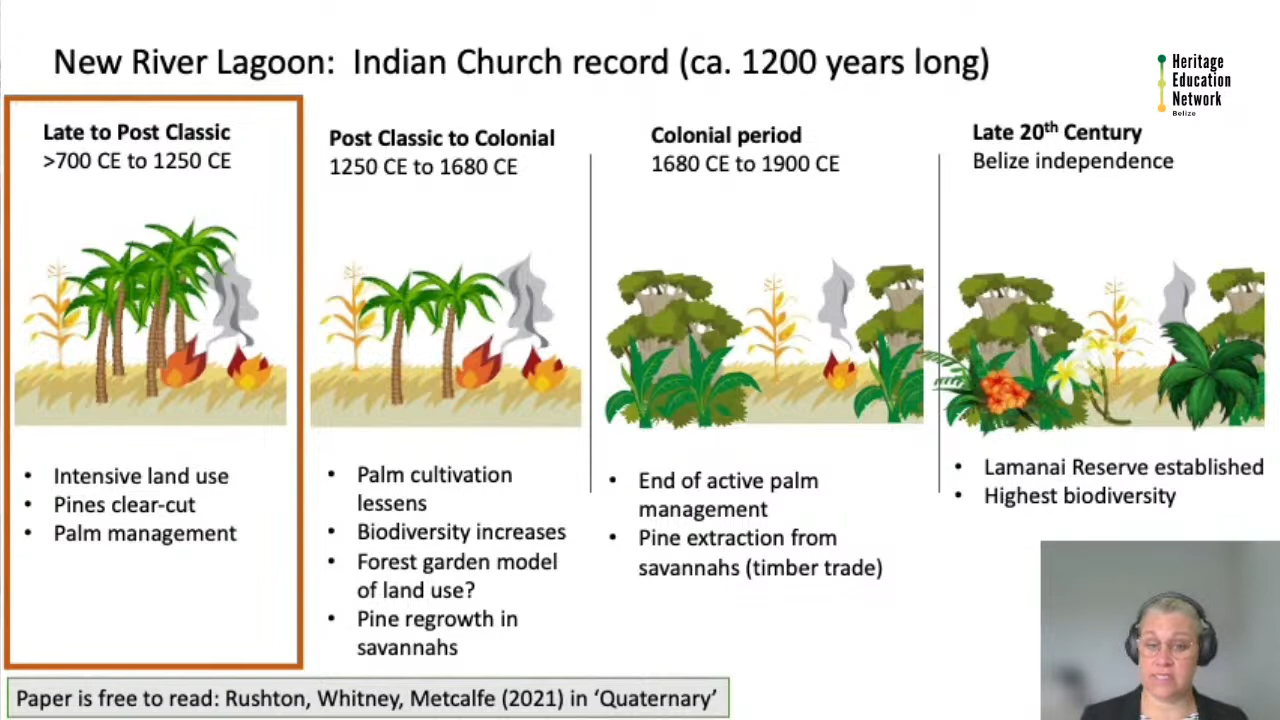 New River Lagoon: Indian Church record (ca. 1200 years long)
Heritage
Education
Network
Belize
Late to Post Classic
>700 CE to 1250 CE
• Intensive land use
• Pines clear-cut
• Palm management
Post Classic to Colonial
1250 CE to 1680 CE
• Palm cultivation
lessens
• Biodiversity increases
• Forest garden model
of land use?
• Pine regrowth in
savannahs
Colonial period
1680 CE to 1900 CE
• End of active palm
management
• Pine extraction from
savannahs (timber trade)
Late 20th Century
Belize independence
• Lamanai Reserve established
• Highest biodiversity
Paper is free to read: Rushton, Whitney, Metcalfe (2021) in ‘Quaternary’